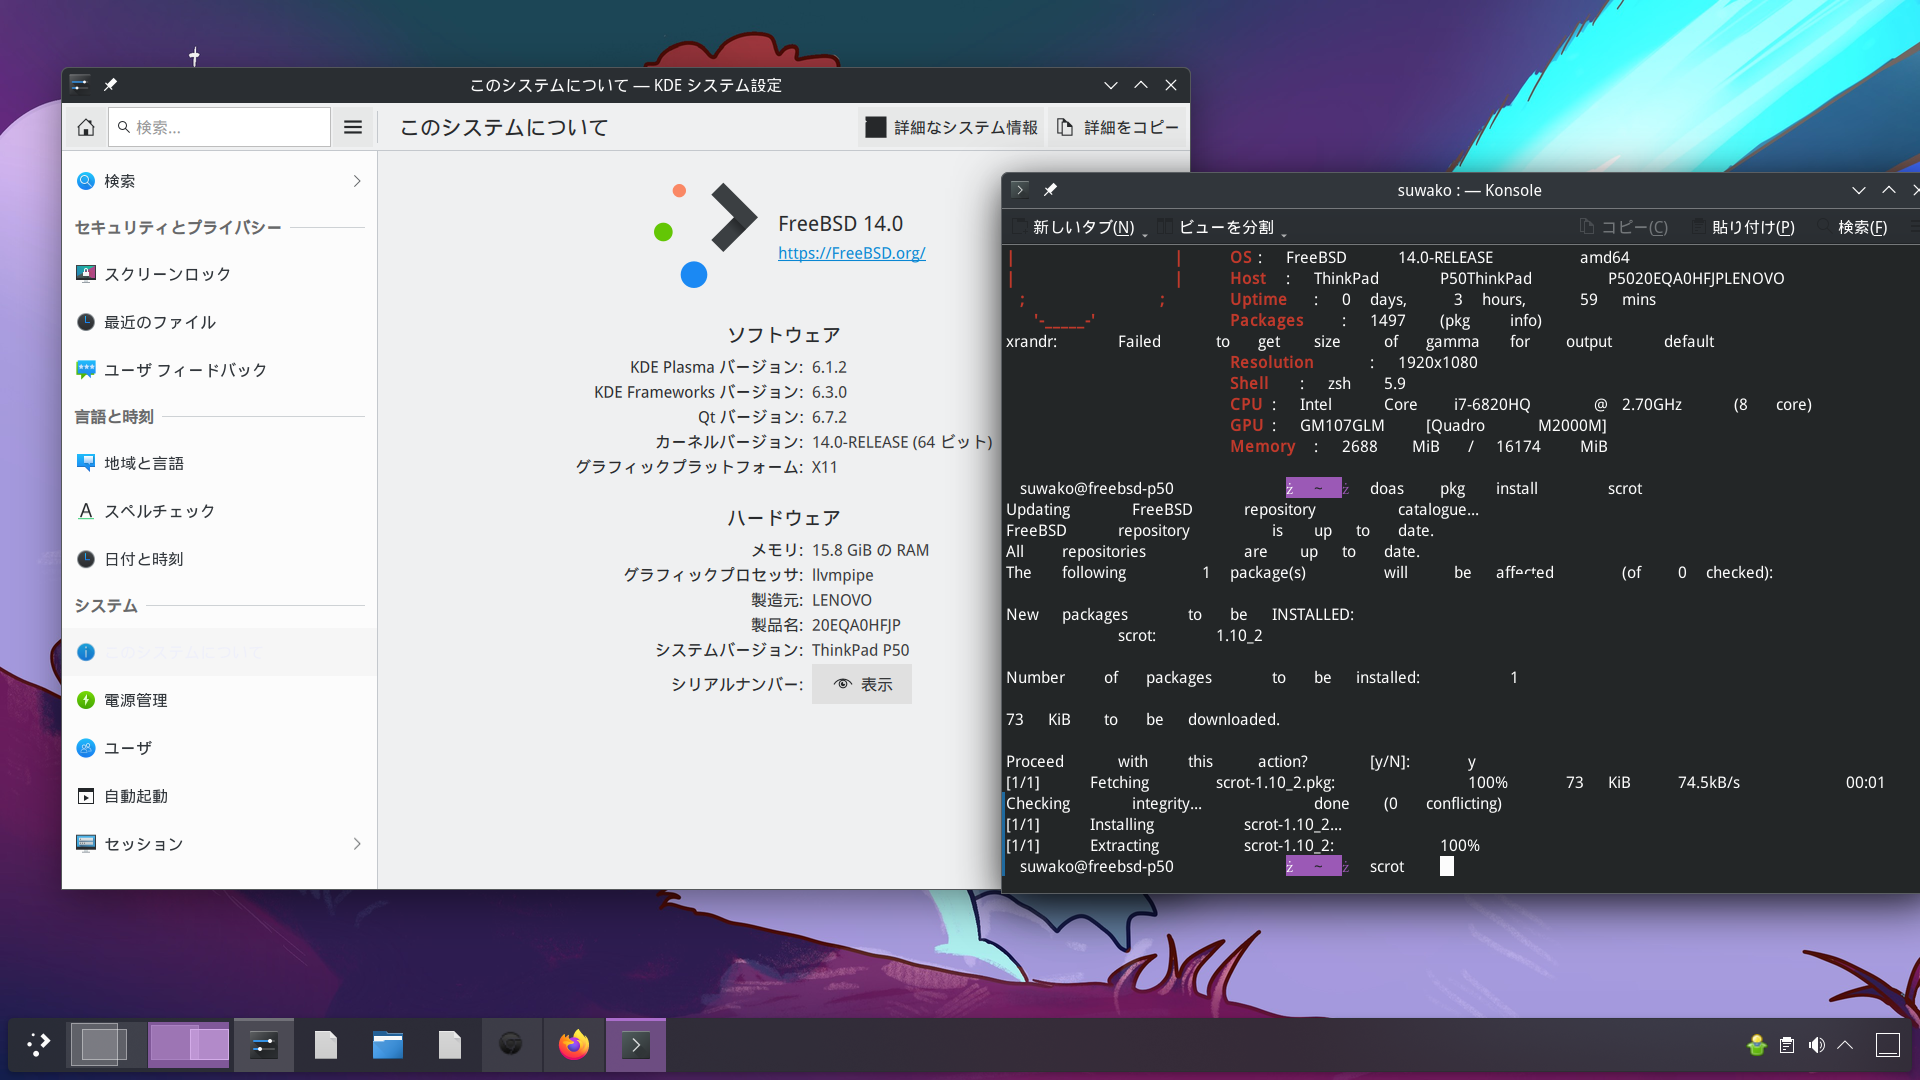 このシステムについて — KDE システム設定
検索...
このシステムについて
詳細なシステム情報
詳細をコピー
検索
セキュリティとプライバシー
スクリーンロック
最近のファイル
ユーザ フィードバック
言語と時刻
地域と言語
スペルチェック
日付と時刻
システム
このシステムについて
電源管理
ユーザ
自動起動
セッション
FreeBSD 14.0
https://FreeBSD.org/
ソフトウェア
KDE Plasma バージョン: 6.1.2
KDE Frameworks バージョン: 6.3.0
Qt バージョン: 6.7.2
カーネルバージョン: 14.0-RELEASE (64 ビット)
グラフィックプラットフォーム: X11
ハードウェア
メモリ: 15.8 GiB の RAM
グラフィックプロセッサ: llvmpipe
製造元: LENOVO
製品名: 20EQA0HFJP
システムバージョン: ThinkPad P50
シリアルナンバー: 表示
suwako : — Konsole
新しいタブ(N)
ビューを分割
コピー(C)
貼り付け(P)
検索(F)
| | OS : FreeBSD 14.0-RELEASE amd64
| | Host : ThinkPad P50ThinkPad P5020EQA0HFJPLENOVO
; ; Uptime : 0 days, 3 hours, 59 mins
'-_____-' Packages : 1497 (pkg info)
xrandr: Failed to get size of gamma for output default
Resolution : 1920x1080
Shell : zsh 5.9
CPU : Intel Core i7-6820HQ @ 2.70GHz (8 core)
GPU : GM107GLM [Quadro M2000M]
Memory : 2688 MiB / 16174 MiB
suwako@freebsd-p50 ż ~ ż doas pkg install scrot
Updating FreeBSD repository catalogue...
FreeBSD repository is up to date.
All repositories are up to date.
The following 1 package(s) will be affected (of 0 checked):
New packages to be INSTALLED:
scrot: 1.10_2
Number of packages to be installed: 1
73 KiB to be downloaded.
Proceed with this action? [y/N]: y
[1/1] Fetching scrot-1.10_2.pkg: 100% 73 KiB 74.5kB/s 00:01
Checking integrity... done (0 conflicting)
[1/1] Installing scrot-1.10_2...
[1/1] Extracting scrot-1.10_2: 100%
suwako@freebsd-p50 ż ~ ż scrot